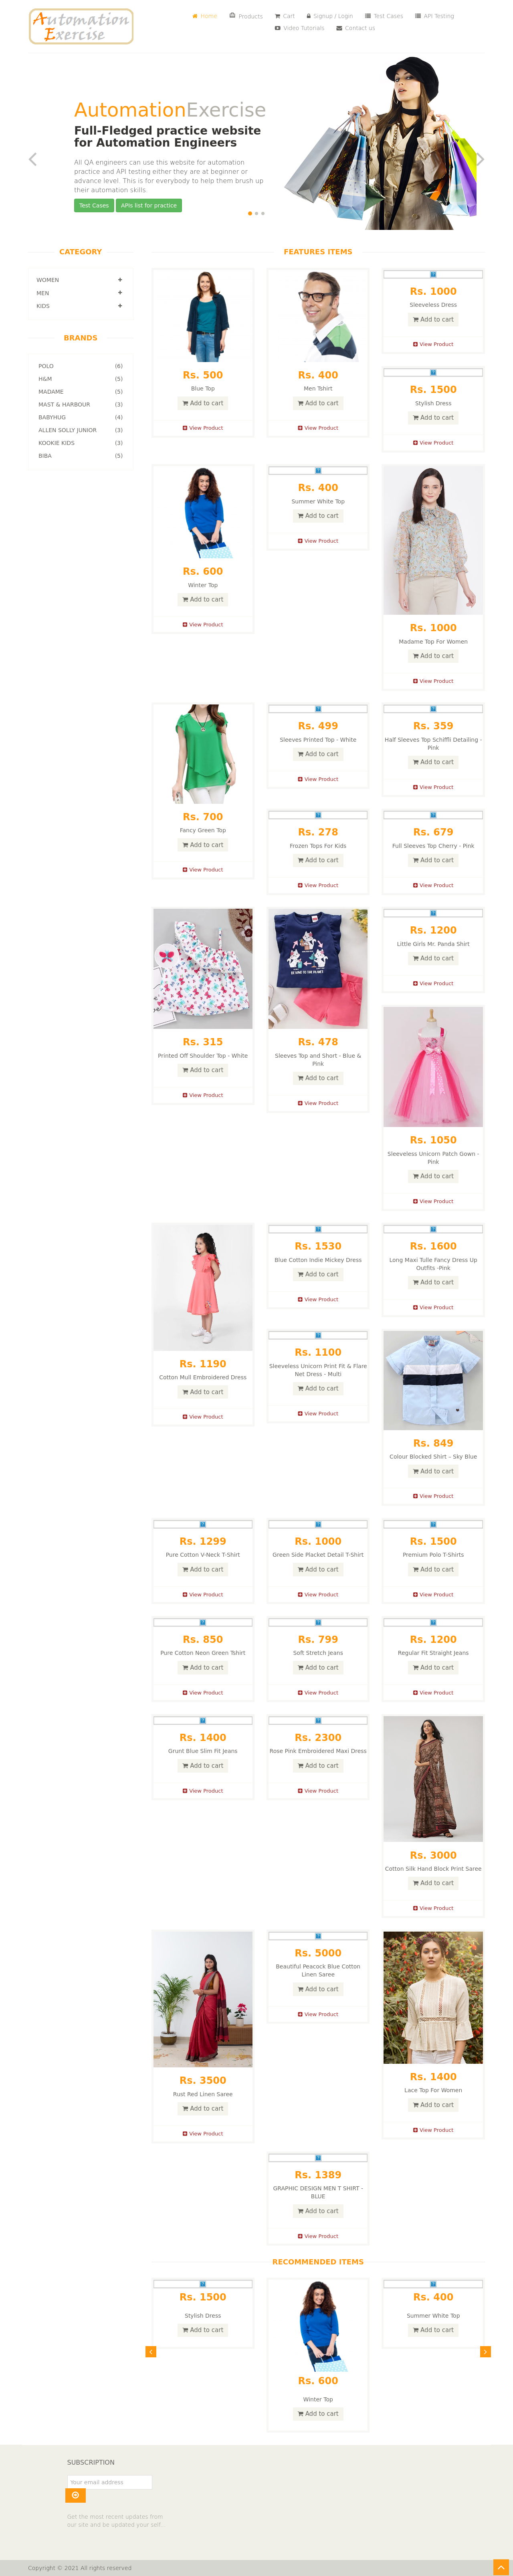 Automation
Exercise
Home
Products
Cart
Signup / Login
Test Cases
API Testing
Video Tutorials
Contact us
AutomationExercise
Full-Fledged practice website
for Automation Engineers
All QA engineers can use this website for automation
practice and API testing either they are at beginner or
advance level. This is for everybody to help them brush up
their automation skills.
Test Cases
APIs list for practice
CATEGORY
WOMEN
MEN
KIDS
BRANDS
POLO (6)
H&M (5)
MADAME (5)
MAST & HARBOUR (3)
BABYHUG (4)
ALLEN SOLLY JUNIOR (3)
KOOKIE KIDS (3)
BIBA (5)
FEATURES ITEMS
Rs. 500
Blue Top
Add to cart
View Product
Rs. 400
Men Tshirt
Add to cart
View Product
Rs. 1000
Sleeveless Dress
Add to cart
View Product
Rs. 1500
Stylish Dress
Add to cart
View Product
Rs. 600
Winter Top
Add to cart
View Product
Rs. 400
Summer White Top
Add to cart
View Product
Rs. 1000
Madame Top For Women
Add to cart
View Product
Rs. 700
Fancy Green Top
Add to cart
View Product
Rs. 499
Sleeves Printed Top - White
Add to cart
View Product
Rs. 359
Half Sleeves Top Schiffli Detailing -
Pink
Add to cart
View Product
Rs. 278
Frozen Tops For Kids
Add to cart
View Product
Rs. 679
Full Sleeves Top Cherry - Pink
Add to cart
View Product
Rs. 315
Printed Off Shoulder Top - White
Add to cart
View Product
Rs. 478
Sleeves Top and Short - Blue &
Pink
Add to cart
View Product
Rs. 1200
Little Girls Mr. Panda Shirt
Add to cart
View Product
Rs. 1050
Sleeveless Unicorn Patch Gown -
Pink
Add to cart
View Product
Rs. 1190
Cotton Mull Embroidered Dress
Add to cart
View Product
Rs. 1530
Blue Cotton Indie Mickey Dress
Add to cart
View Product
Rs. 1600
Long Maxi Tulle Fancy Dress Up
Outfits -Pink
Add to cart
View Product
Rs. 1100
Sleeveless Unicorn Print Fit & Flare
Net Dress - Multi
Add to cart
View Product
Rs. 849
Colour Blocked Shirt – Sky Blue
Add to cart
View Product
Rs. 1299
Pure Cotton V-Neck T-Shirt
Add to cart
View Product
Rs. 1000
Green Side Placket Detail T-Shirt
Add to cart
View Product
Rs. 1500
Premium Polo T-Shirts
Add to cart
View Product
Rs. 850
Pure Cotton Neon Green Tshirt
Add to cart
View Product
Rs. 799
Soft Stretch Jeans
Add to cart
View Product
Rs. 1200
Regular Fit Straight Jeans
Add to cart
View Product
Rs. 1400
Grunt Blue Slim Fit Jeans
Add to cart
View Product
Rs. 2300
Rose Pink Embroidered Maxi Dress
Add to cart
View Product
Rs. 3000
Cotton Silk Hand Block Print Saree
Add to cart
View Product
Rs. 3500
Rust Red Linen Saree
Add to cart
View Product
Rs. 5000
Beautiful Peacock Blue Cotton
Linen Saree
Add to cart
View Product
Rs. 1400
Lace Top For Women
Add to cart
View Product
Rs. 1389
GRAPHIC DESIGN MEN T SHIRT -
BLUE
Add to cart
View Product
RECOMMENDED ITEMS
Rs. 1500
Stylish Dress
Add to cart
Rs. 600
Winter Top
Add to cart
Rs. 400
Summer White Top
Add to cart
SUBSCRIPTION
Your email address
Get the most recent updates from
our site and be updated your self...
Copyright © 2021 All rights reserved